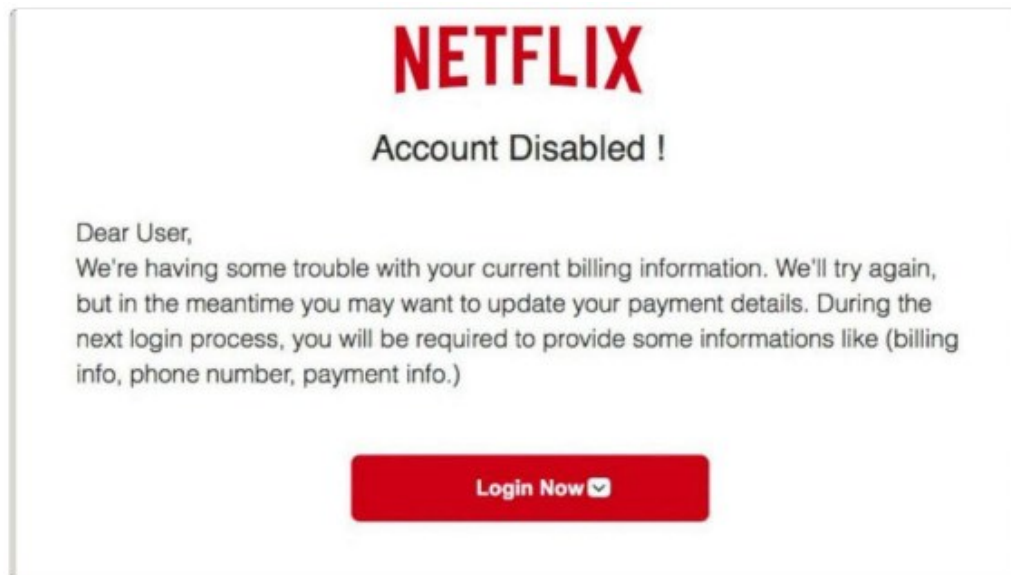 NETFLIX
Account Disabled !
Dear User,
We're having some trouble with your current billing information. We'll try again,
but in the meantime you may want to update your payment details. During the
next login process, you will be required to provide some informations like (billing
info, phone number, payment info.)
Login Now